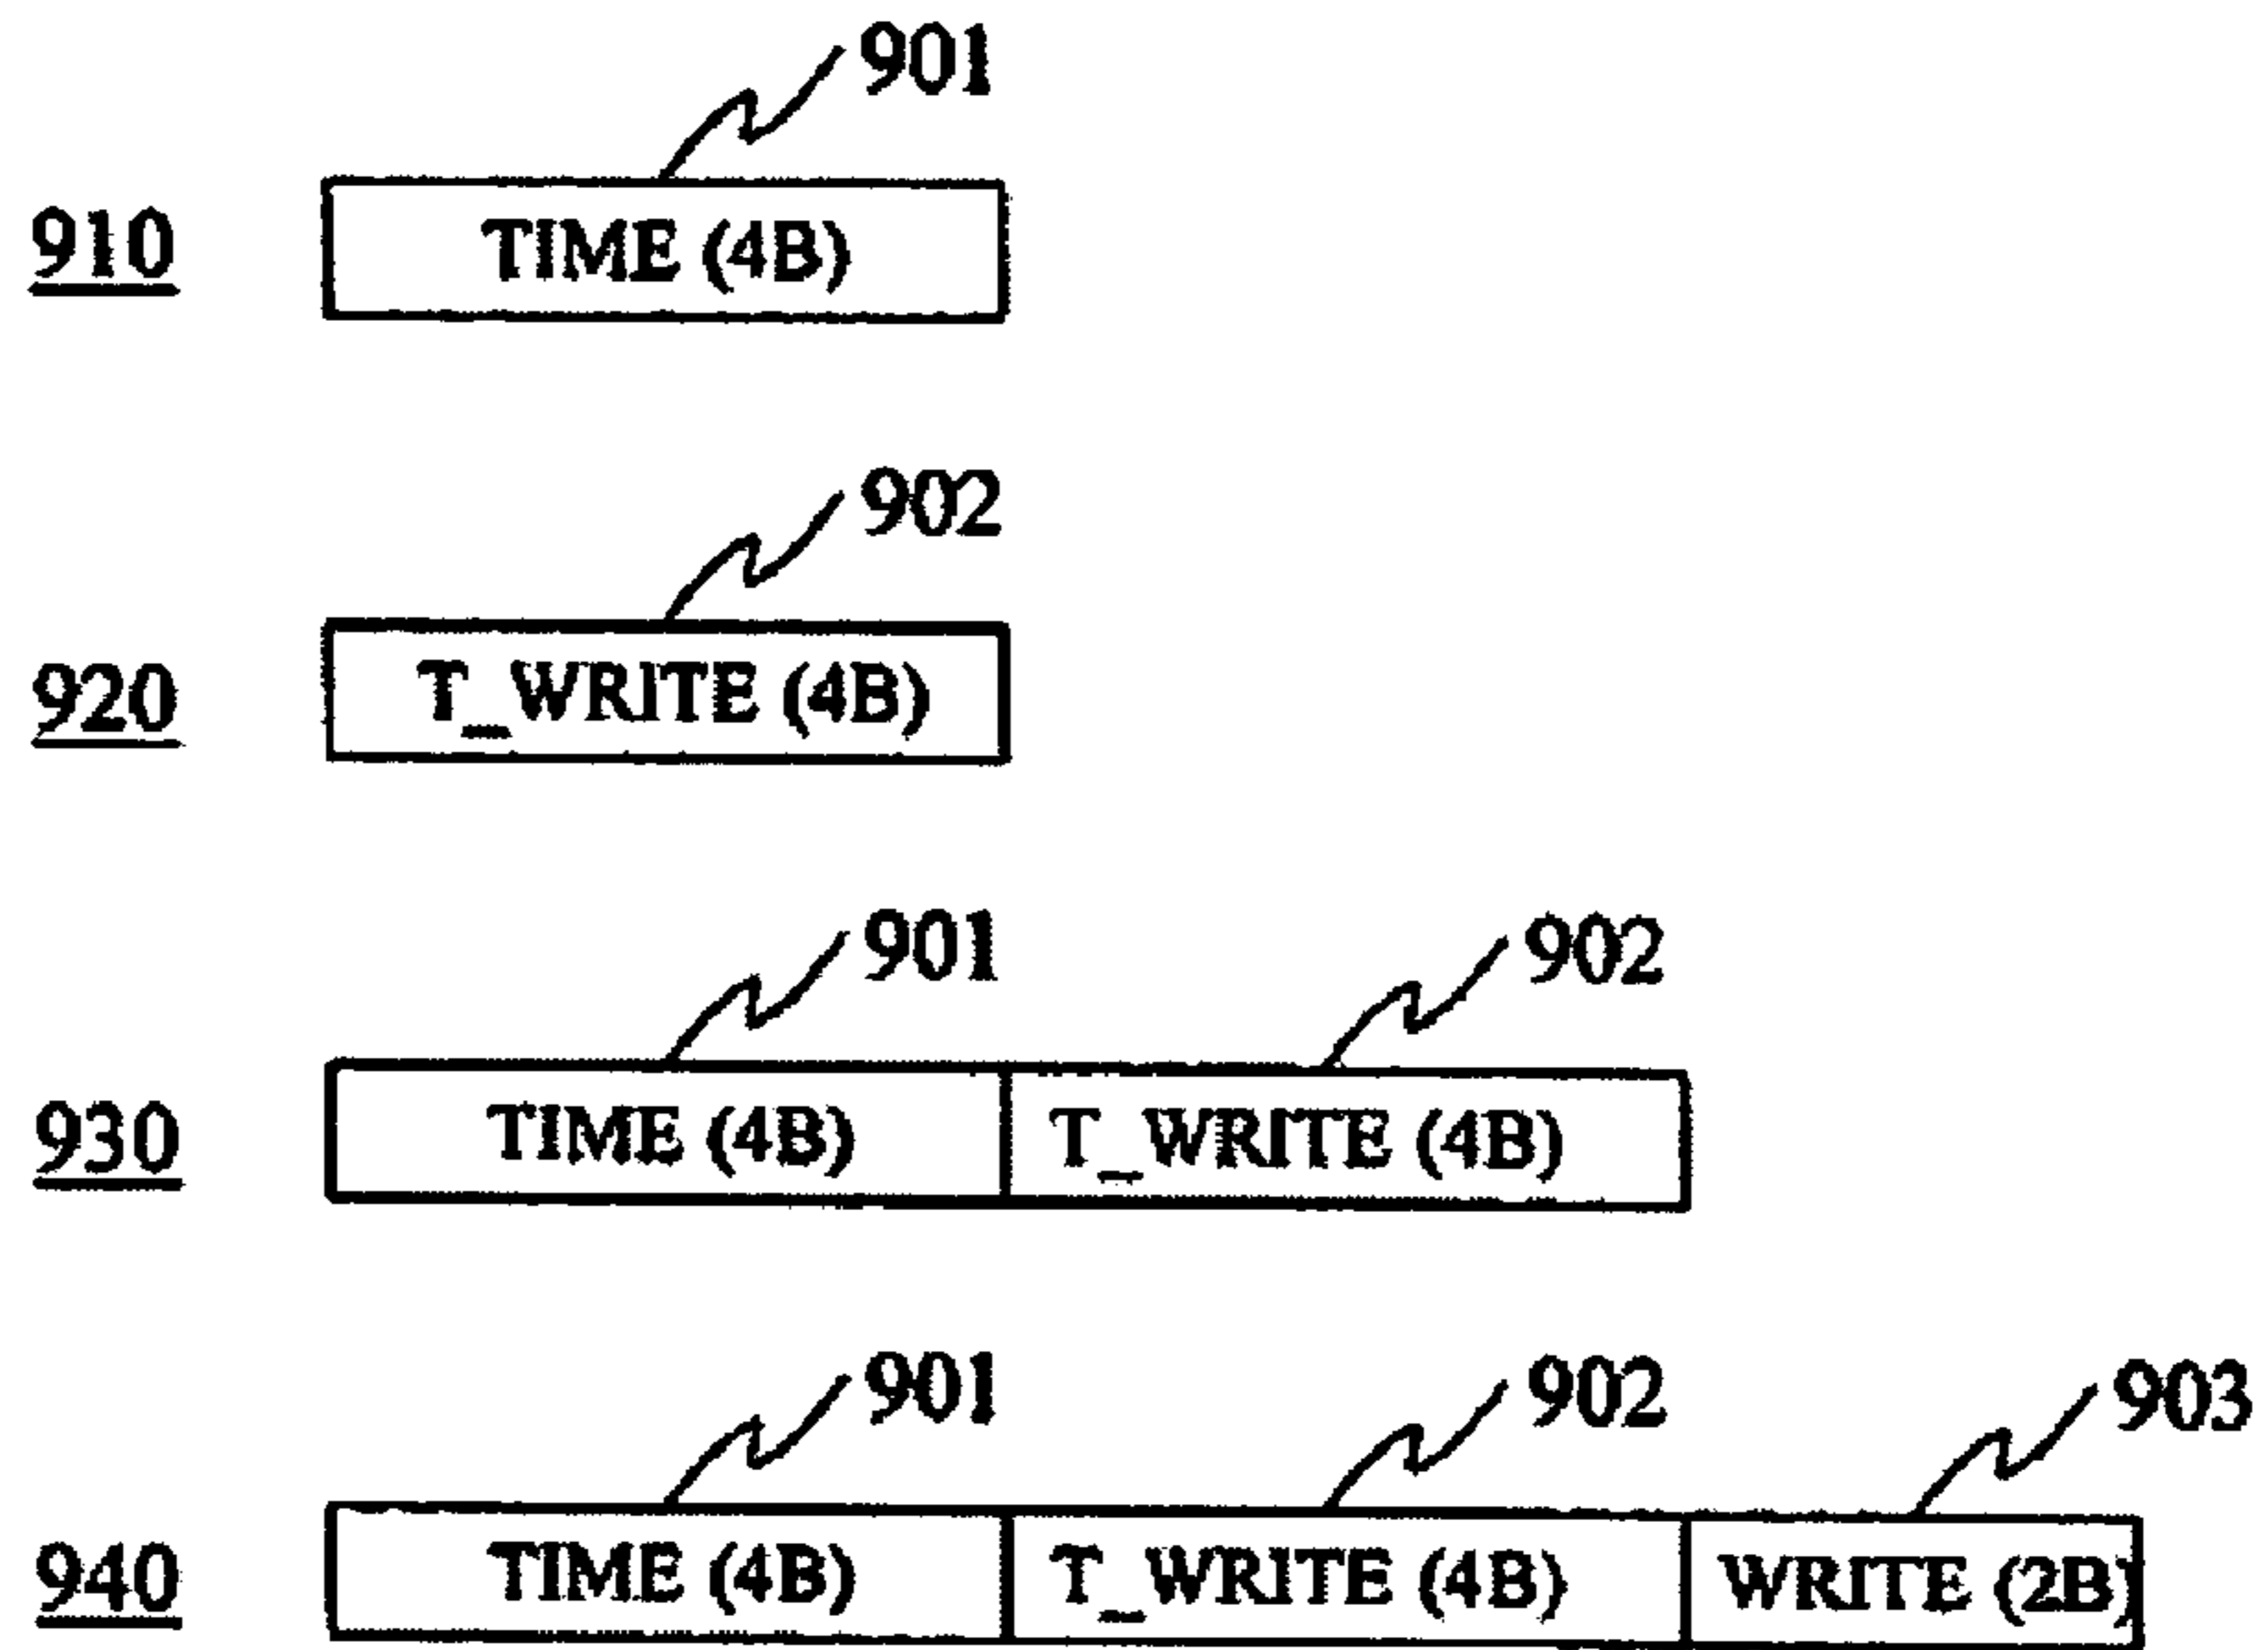 901
910 TIME (4B)
902
920 T_WRITE (4B)
901 902
930 TIME (4B) T_WRITE (4B)
901 902 903
940 TIME (4B) T_WRITE (4B) WRITE (2B)